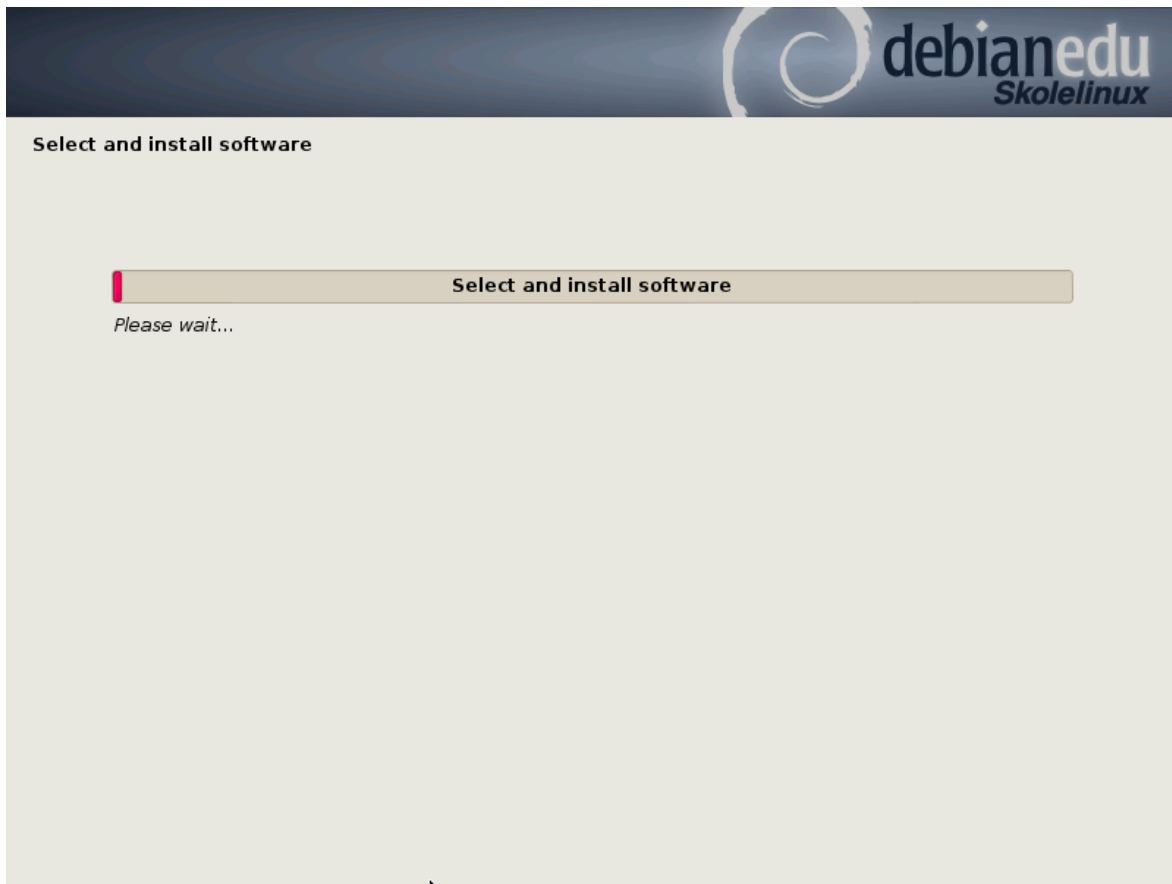 debianedu
Skolelinux
Select and install software
Select and install software
Please wait...